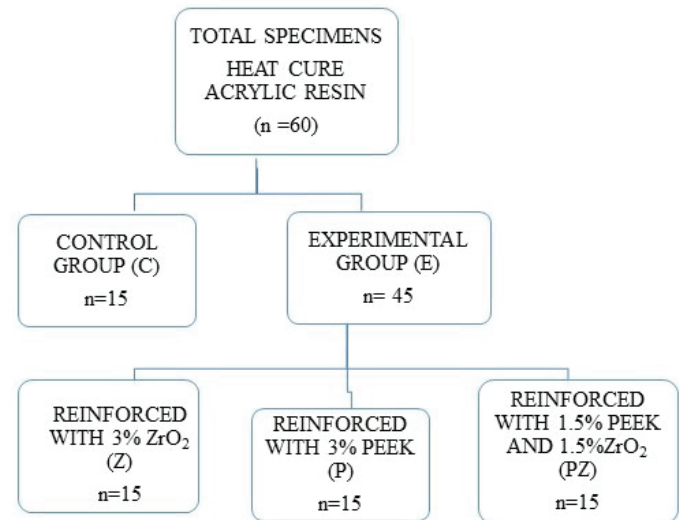 TOTAL SPECIMENS
HEAT CURE
ACRYLIC RESIN
(n =60)
CONTROL
GROUP (C)
n=15
EXPERIMENTAL
GROUP (E)
n= 45
REINFORCED
WITH 3% ZrO₂
(Z)
n=15
REINFORCED
WITH 3% PEEK
(P)
n=15
REINFORCED
WITH 1.5% PEEK
AND 1.5%ZrO₂
(PZ)
n=15